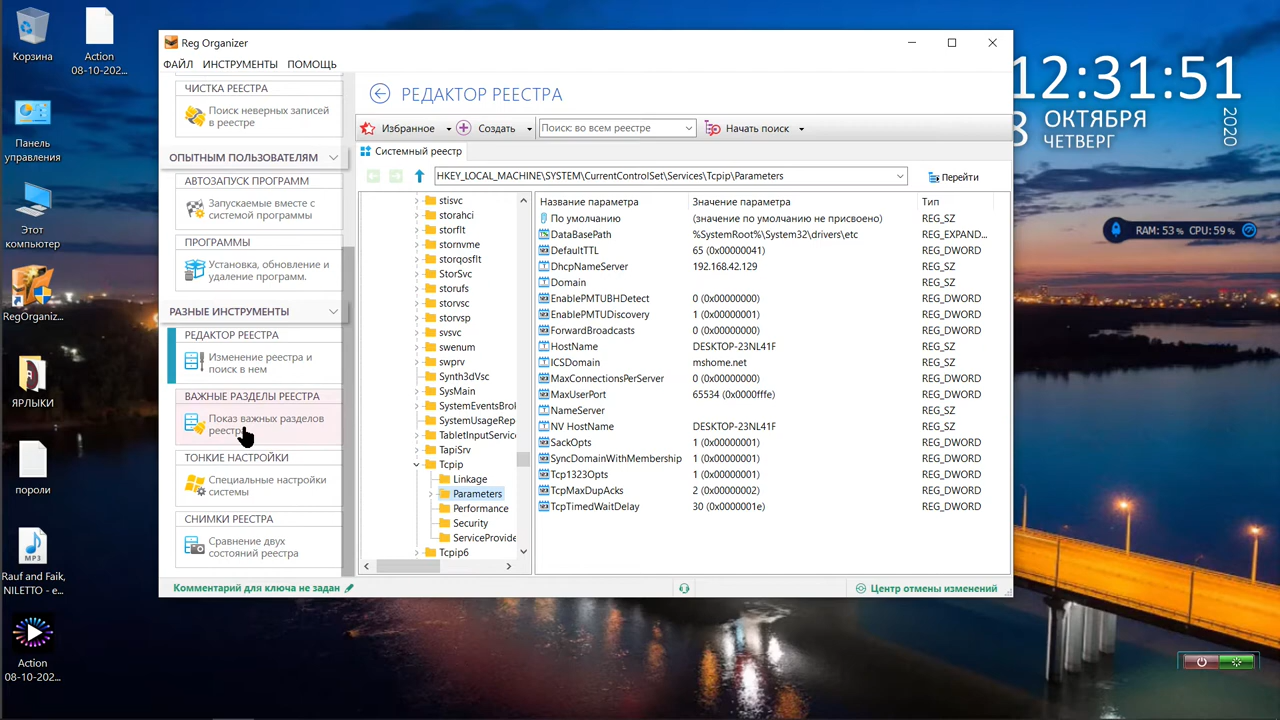 Корзина
Action
08-10-202...
Панель
управления
Этот
компьютер
RegOrganiz...
ЯРЛЫКИ
пороли
MP3
Rauf and Faik,
NILETTO - е...
Action
08-10-202...
Reg Organizer
ФАЙЛ ИНСТРУМЕНТЫ ПОМОЩЬ
ЧИСТКА РЕЕСТРА
Поиск неверных записей
в реестре
ОПЫТНЫМ ПОЛЬЗОВАТЕЛЯМ
АВТОЗАПУСК ПРОГРАММ
Запускаемые вместе с
системой программы
ПРОГРАММЫ
Установка, обновление и
удаление программ.
РАЗНЫЕ ИНСТРУМЕНТЫ
РЕДАКТОР РЕЕСТРА
Изменение реестра и
поиск в нем
ВАЖНЫЕ РАЗДЕЛЫ РЕЕСТРА
Показ важных разделов
реестр
ТОНКИЕ НАСТРОЙКИ
Специальные настройки
системы
СНИМКИ РЕЕСТРА
Сравнение двух
состояний реестра
РЕДАКТОР РЕЕСТРА
Избранное Создать Поиск: во всем реестре Начать поиск
Системный реестр
HKEY_LOCAL_MACHINE\SYSTEM\CurrentControlSet\Services\Tcpip\Parameters Перейти
stisvc
storahci
storflt
stornvme
storqosflt
StorSvc
storufs
storvsc
storvsp
svsvc
swenum
swprv
Synth3dVsc
SysMain
SystemEventsBrok
SystemUsageRep
TabletInputService
TapiSrv
Tcpip
Linkage
Parameters
Performance
Security
ServiceProvide
Tcpip6
Название параметра Значение параметра Тип
По умолчанию (значение по умолчанию не присвоено) REG_SZ
DataBasePath %SystemRoot%\System32\drivers\etc REG_EXPAND...
DefaultTTL 65 (0x00000041) REG_DWORD
DhcpNameServer 192.168.42.129 REG_SZ
Domain REG_SZ
EnablePMTUBHDetect 0 (0x00000000) REG_DWORD
EnablePMTUDiscovery 1 (0x00000001) REG_DWORD
ForwardBroadcasts 0 (0x00000000) REG_DWORD
HostName DESKTOP-23NL41F REG_SZ
ICSDomain mshome.net REG_SZ
MaxConnectionsPerServer 0 (0x00000000) REG_DWORD
MaxUserPort 65534 (0x0000fffe) REG_DWORD
NameServer REG_SZ
NV HostName DESKTOP-23NL41F REG_SZ
SackOpts 1 (0x00000001) REG_DWORD
SyncDomainWithMembership 1 (0x00000001) REG_DWORD
Tcp1323Opts 1 (0x00000001) REG_DWORD
TcpMaxDupAcks 2 (0x00000002) REG_DWORD
TcpTimedWaitDelay 30 (0x0000001e) REG_DWORD
Комментарий для ключа не задан Центр отмены изменений
12:31:51
8 ОКТЯБРЯ
ЧЕТВЕРГ
2020
RAM: 53 % CPU: 59 %